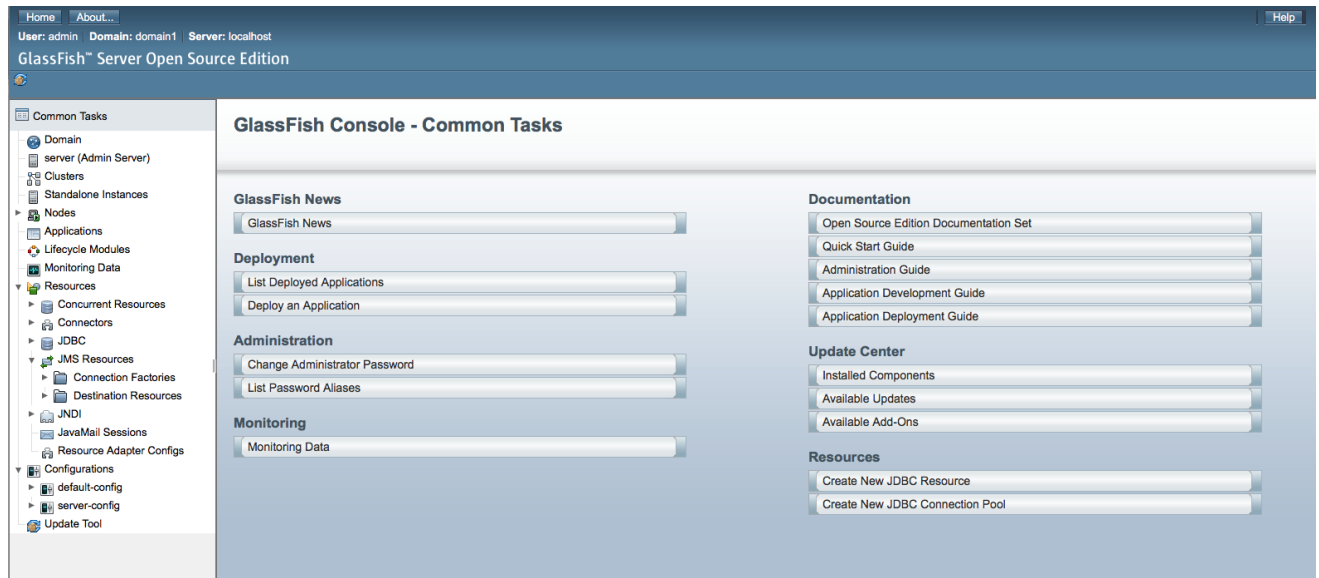 Home About... Help
User: admin Domain: domain1 Server: localhost
GlassFish™ Server Open Source Edition
Common Tasks
Domain
server (Admin Server)
Clusters
Standalone Instances
Nodes
Applications
Lifecycle Modules
Monitoring Data
Resources
Concurrent Resources
Connectors
JDBC
JMS Resources
Connection Factories
Destination Resources
JNDI
JavaMail Sessions
Resource Adapter Configs
Configurations
default-config
server-config
Update Tool
GlassFish Console - Common Tasks
GlassFish News
GlassFish News
Deployment
List Deployed Applications
Deploy an Application
Administration
Change Administrator Password
List Password Aliases
Monitoring
Monitoring Data
Documentation
Open Source Edition Documentation Set
Quick Start Guide
Administration Guide
Application Development Guide
Application Deployment Guide
Update Center
Installed Components
Available Updates
Available Add-Ons
Resources
Create New JDBC Resource
Create New JDBC Connection Pool